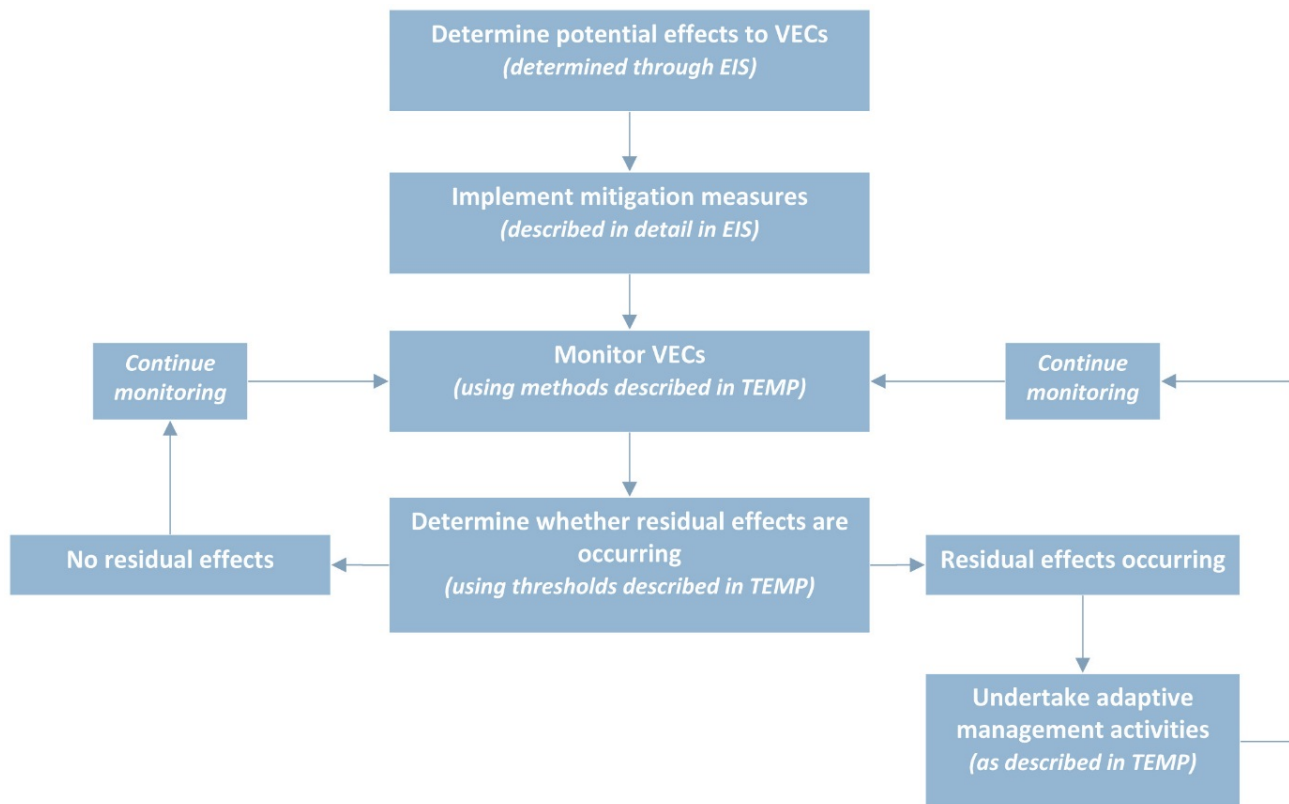 Determine potential effects to VECs
(determined through EIS)
Implement mitigation measures
(described in detail in EIS)
Monitor VECs
(using methods described in TEMP)
Continue
monitoring
Continue
monitoring
Determine whether residual effects are
occurring
(using thresholds described in TEMP)
No residual effects
Residual effects occurring
Undertake adaptive
management activities
(as described in TEMP)